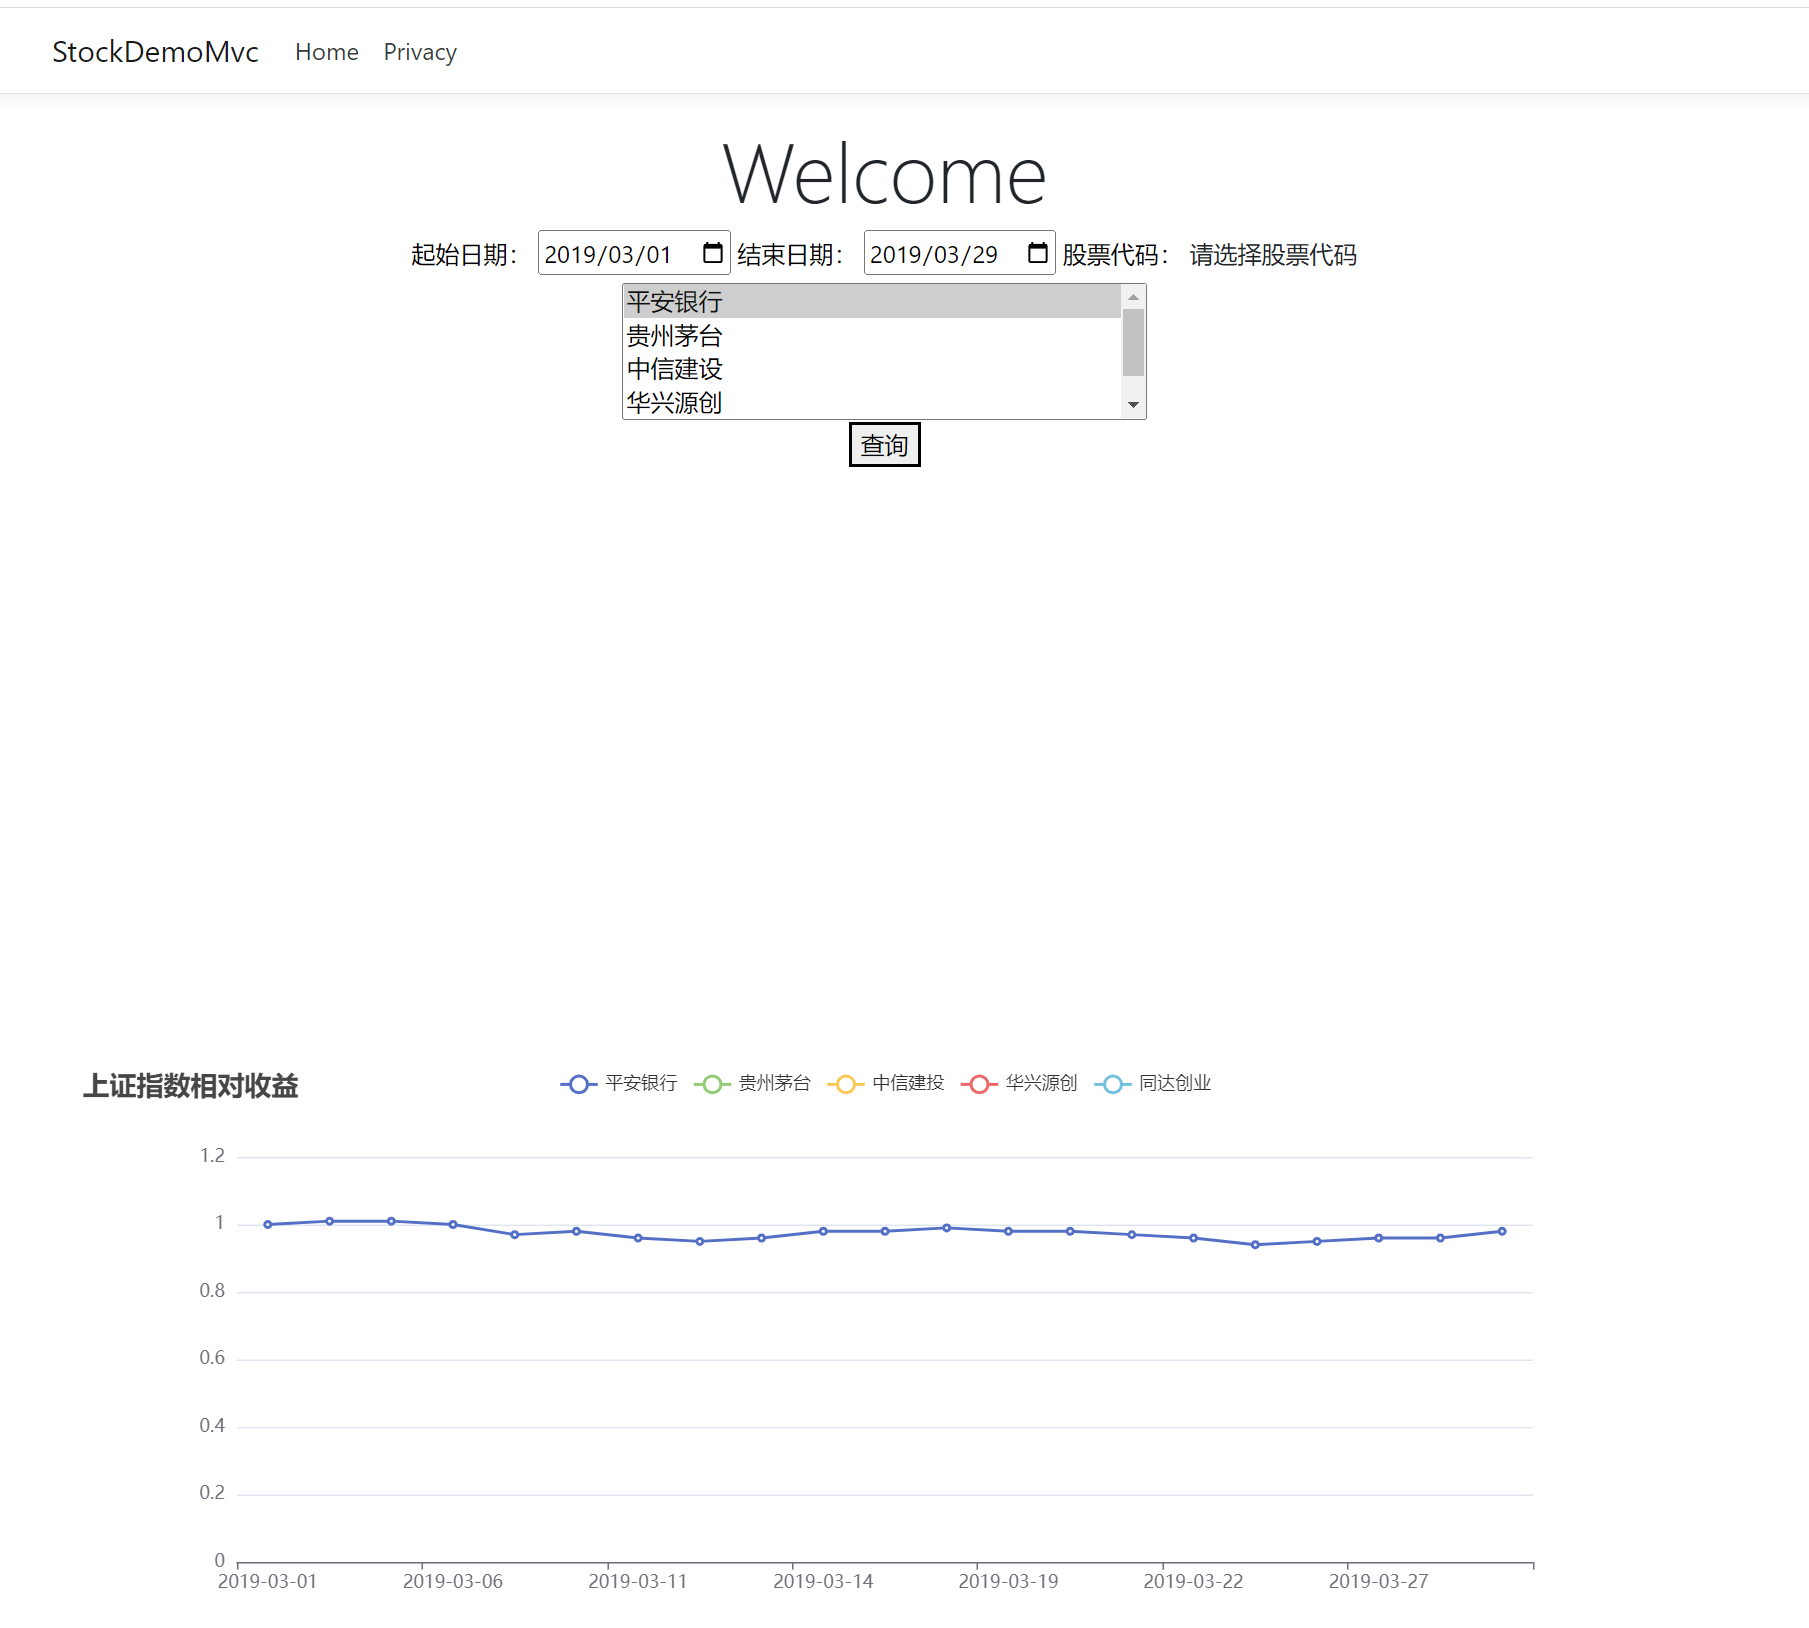 StockDemoMvc Home Privacy
Welcome
起始日期： 2019/03/01 结束日期： 2019/03/29 股票代码： 请选择股票代码
平安银行
贵州茅台
中信建设
华兴源创
查询
上证指数相对收益
平安银行 贵州茅台 中信建投 华兴源创 同达创业
1.2
1
0.8
0.6
0.4
0.2
0
2019-03-01 2019-03-06 2019-03-11 2019-03-14 2019-03-19 2019-03-22 2019-03-27